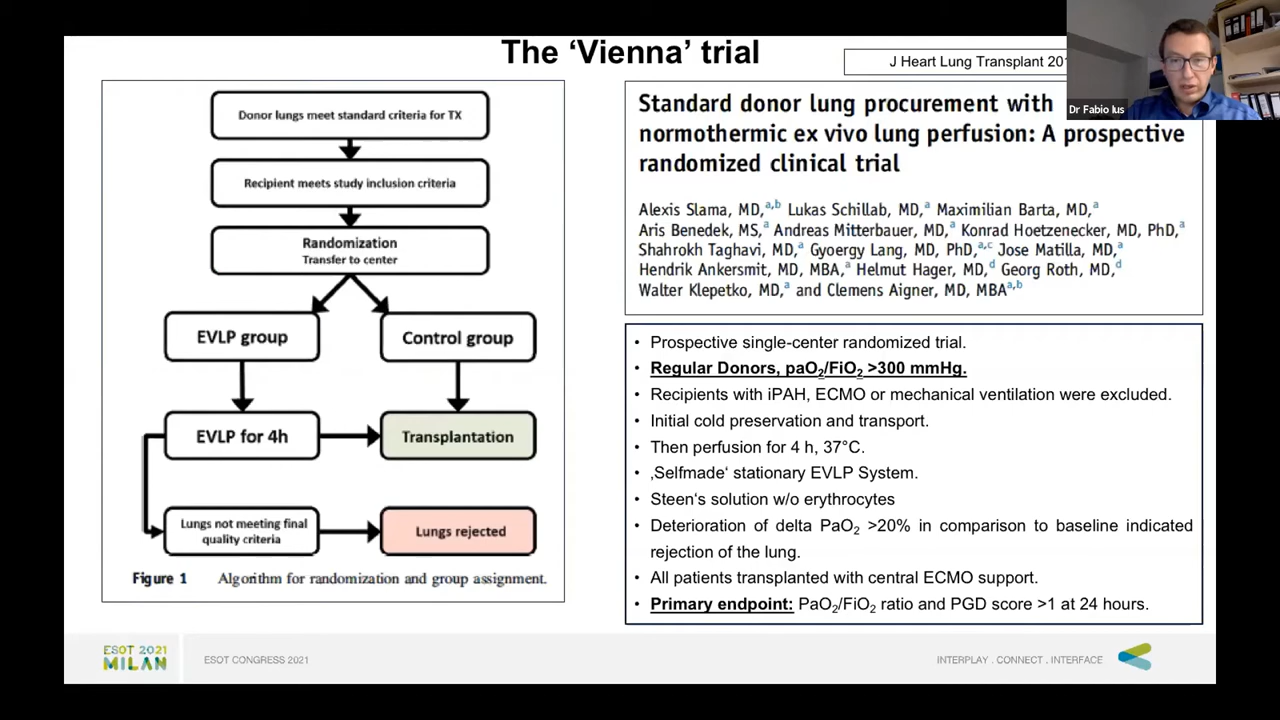 The ‘Vienna’ trial
J Heart Lung Transplant
Dr Fabio Ius
Donor lungs meet standard criteria for TX
Recipient meets study inclusion criteria
Randomization
Transfer to center
EVLP group
Control group
EVLP for 4h
Transplantation
Lungs not meeting final
quality criteria
Lungs rejected
Figure 1 Algorithm for randomization and group assignment.
Standard donor lung procurement with
normothermic ex vivo lung perfusion: A prospective
randomized clinical trial
Alexis Slama, MD,a,b Lukas Schillab, MD,a Maximilian Barta, MD,a
Aris Benedek, MS,a Andreas Mitterbauer, MD,a Konrad Hoetzenecker, MD, PhD,a
Shahrokh Taghavi, MD,a Gyoergy Lang, MD, PhD,a,c Jose Matilla, MD,a
Hendrik Ankersmit, MD, MBA,a Helmut Hager, MD,d Georg Roth, MD,d
Walter Klepetko, MD,a and Clemens Aigner, MD, MBAa,b
• Prospective single-center randomized trial.
• Regular Donors, paO2/FiO2 >300 mmHg.
• Recipients with iPAH, ECMO or mechanical ventilation were excluded.
• Initial cold preservation and transport.
• Then perfusion for 4 h, 37°C.
• ‚Selfmade‘ stationary EVLP System.
• Steen‘s solution w/o erythrocytes
• Deterioration of delta PaO2 >20% in comparison to baseline indicated
rejection of the lung.
• All patients transplanted with central ECMO support.
• Primary endpoint: PaO2/FiO2 ratio and PGD score >1 at 24 hours.
ESOT 2021
MILAN
ESOT CONGRESS 2021
INTERPLAY . CONNECT . INTERFACE